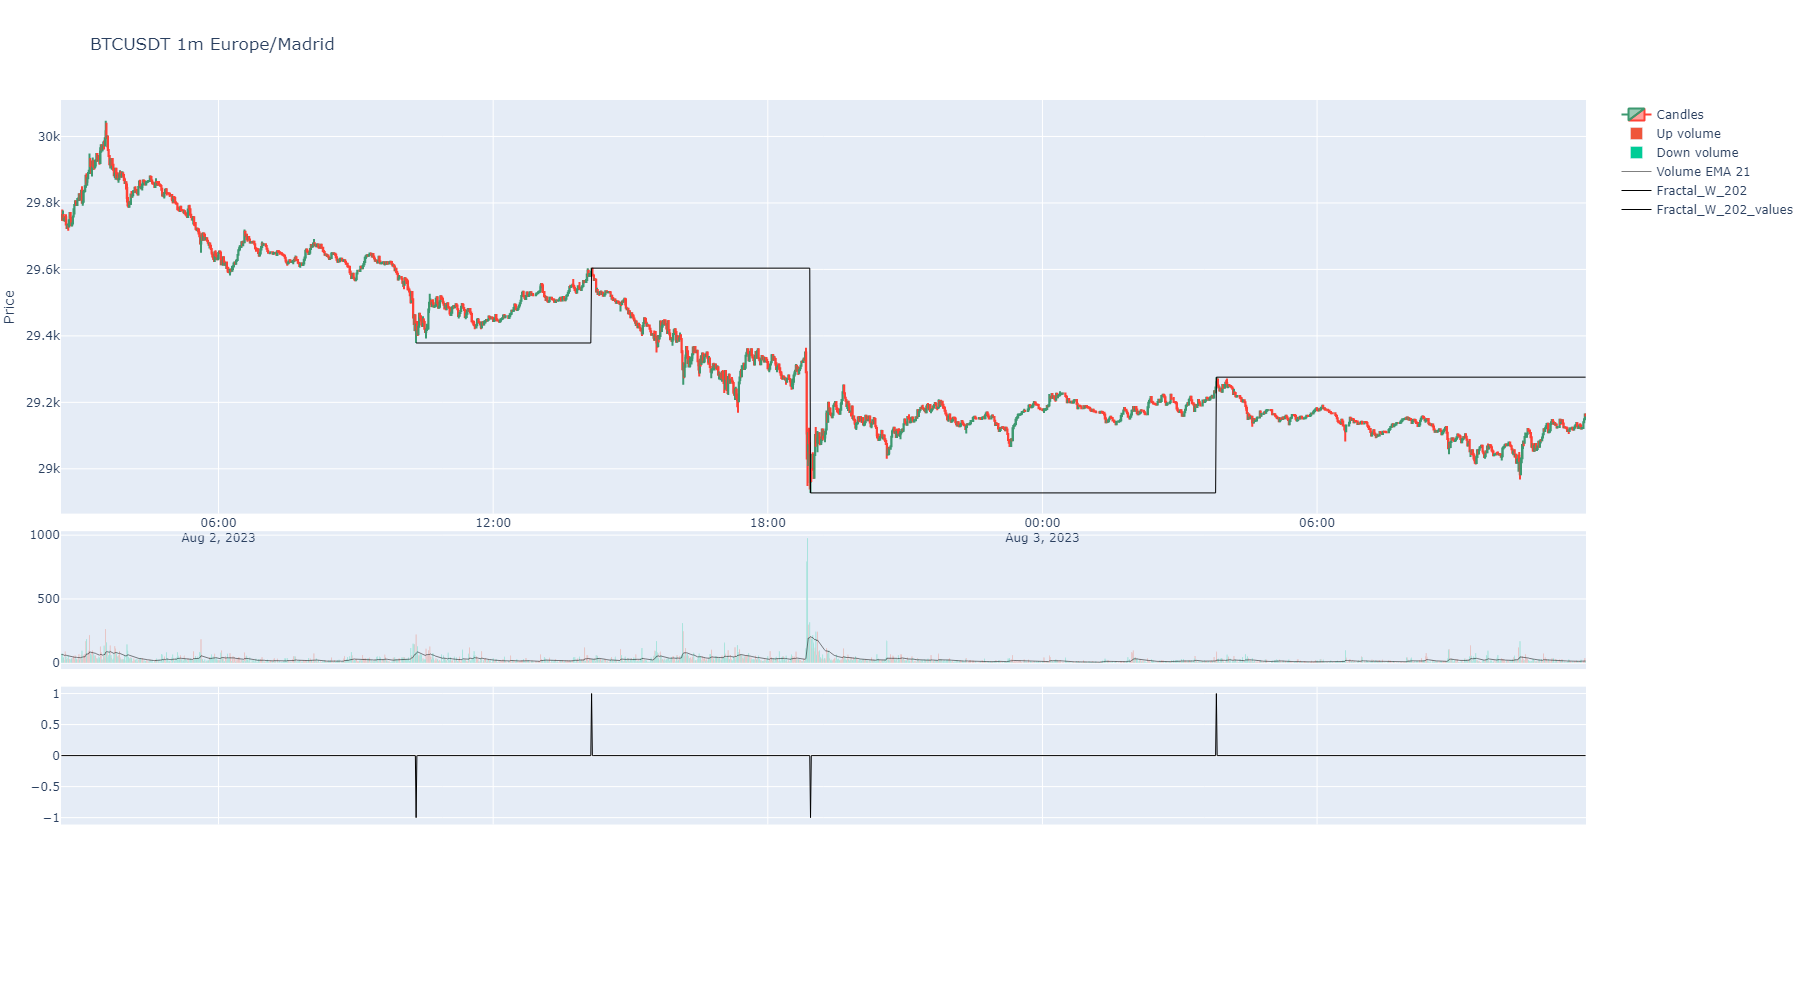 BTCUSDT 1m Europe/Madrid
Price
30k
29.8k
29.6k
29.4k
29.2k
29k
06:00
Aug 2, 2023
12:00
18:00
00:00
Aug 3, 2023
06:00
1000
500
0
1
0.5
0
−0.5
−1
Candles
Up volume
Down volume
Volume EMA 21
Fractal_W_202
Fractal_W_202_values